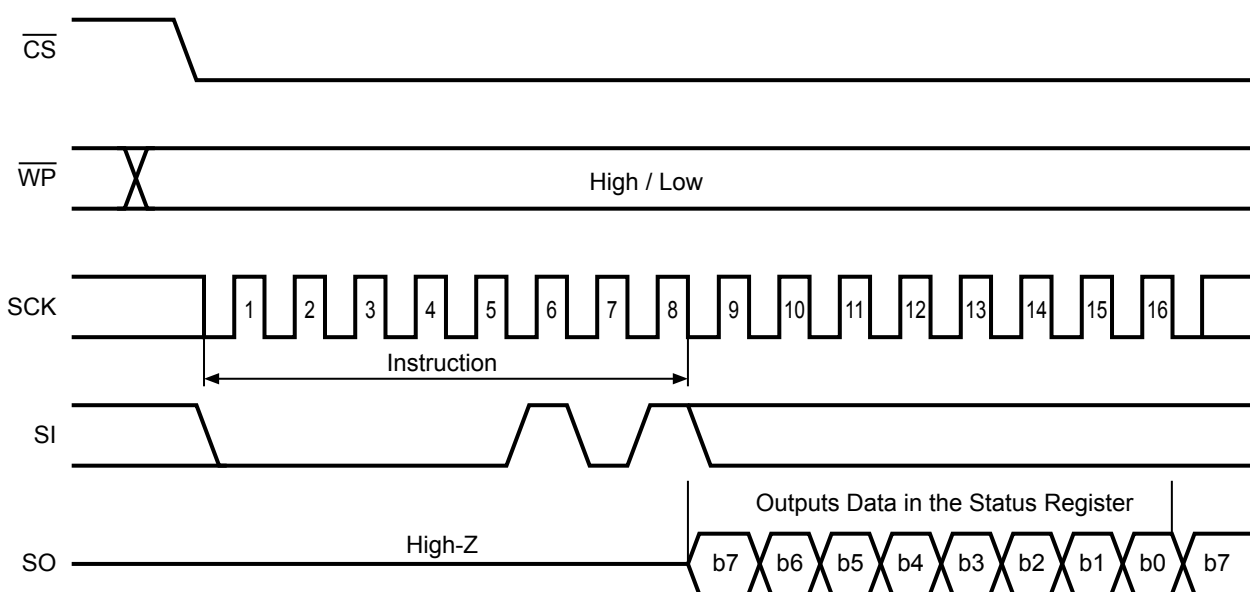 CS
WP
High / Low
SCK
1 2 3 4 5 6 7 8 9 10 11 12 13 14 15 16
Instruction
SI
Outputs Data in the Status Register
High-Z
SO
b7 b6 b5 b4 b3 b2 b1 b0 b7